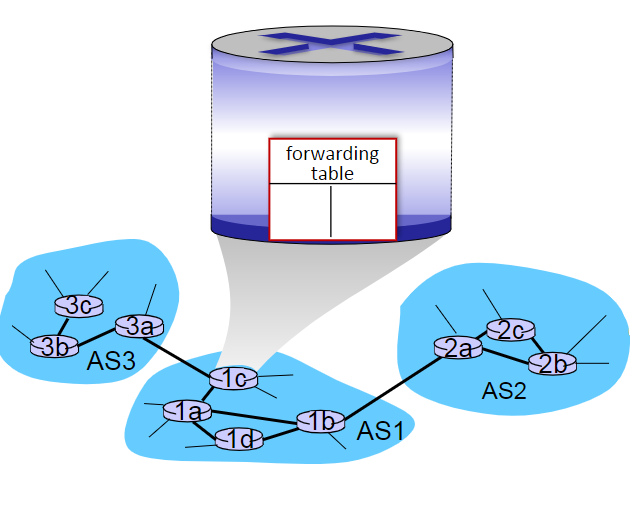 forwarding
table
3c
3a
3b
AS3
2c
2a
2b
AS2
1c
1a
1b
1d
AS1